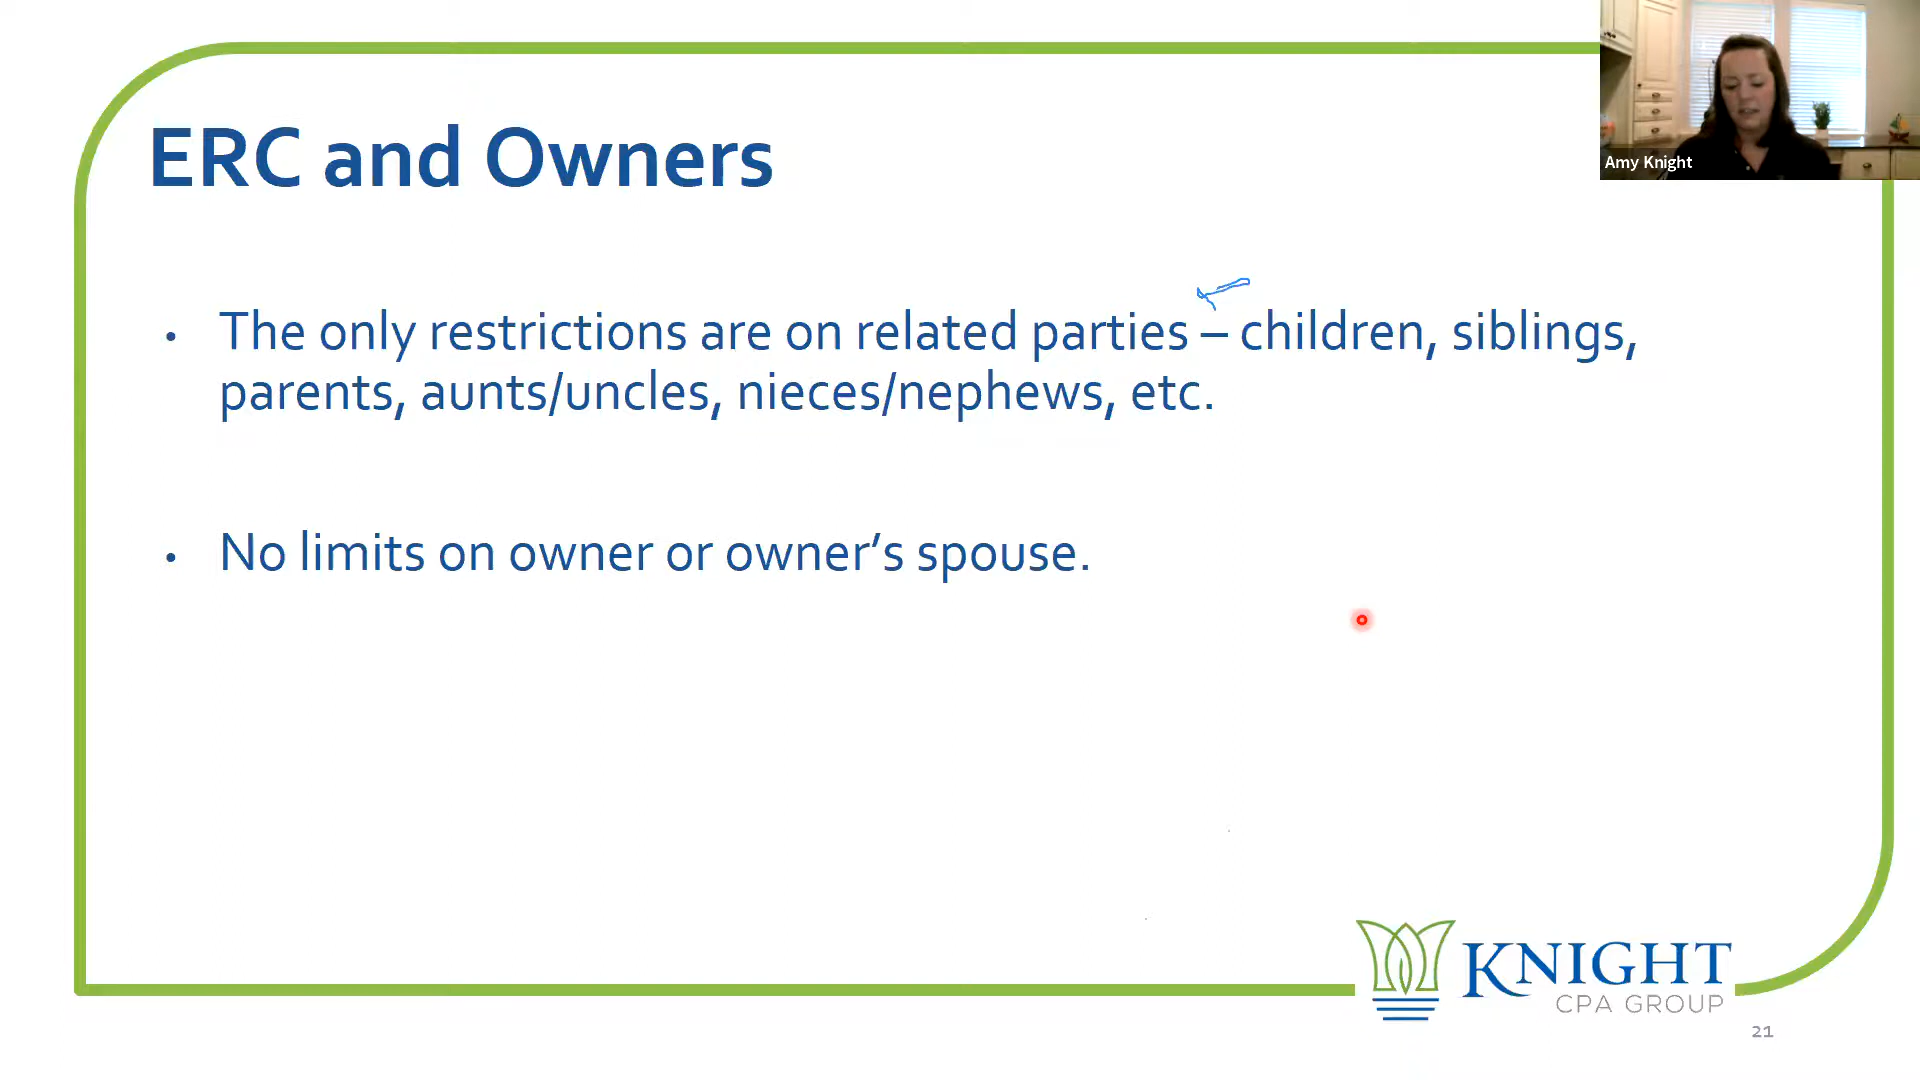 Amy Knight
ERC and Owners
• The only restrictions are on related parties – children, siblings,
parents, aunts/uncles, nieces/nephews, etc.
• No limits on owner or owner’s spouse.
KNIGHT
CPA GROUP
21